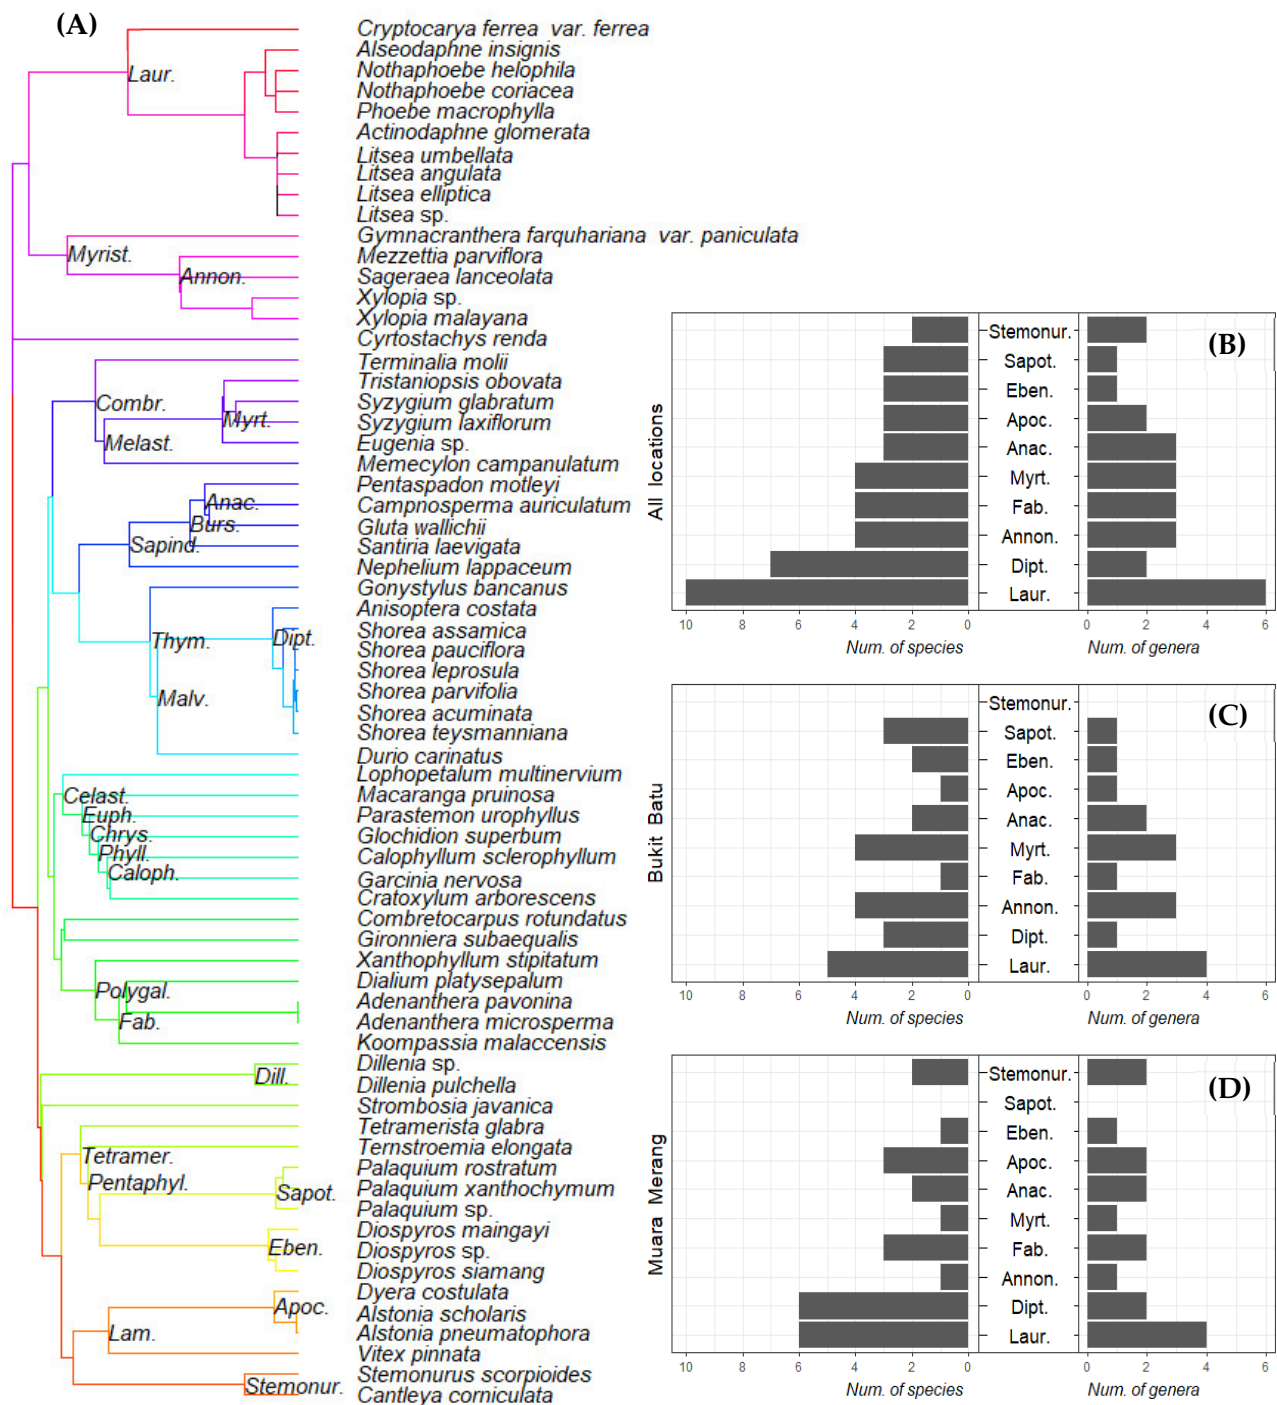 (A)
Cryptocarya ferrea var. ferrea
Alseodaphne insignis
Nothaphoebe helophila
Laur.
Nothaphoebe coriacea
Phoebe macrophylla
Actinodaphne glomerata
Litsea umbellata
Litsea angulata
Litsea elliptica
Litsea sp.
Gymnacranthera farquhariana var. paniculata
Myrist.
Mezzettia parviflora
Annon.
Sageraea lanceolata
Xylopia sp.
Xylopia malayana
Cyrtostachys renda
Terminalia molii
Tristaniopsis obovata
Combr.
Syzygium glabratum
Myrt.
Syzygium laxiflorum
Melast.
Eugenia sp.
Memecylon campanulatum
Pentaspadon motleyi
Anac.
Campnosperma auriculatum
Burs.
Gluta wallichii
Sapind.
Santiria laevigata
Nephelium lappaceum
Gonystylus bancanus
Anisoptera costata
Shorea assamica
Thym.
Dipt.
Shorea pauciflora
Shorea leprosula
Malv.
Shorea parvifolia
Shorea acuminata
Shorea teysmanniana
Durio carinatus
Lophopetalum multinervium
Celast.
Macaranga pruinosa
Euph.
Parastemon urophyllus
Chrys.
Glochidion superbum
Phyll.
Calophyllum sclerophyllum
Caloph.
Garcinia nervosa
Cratoxylum arborescens
Combretocarpus rotundatus
Gironniera subaequalis
Xanthophyllum stipitatum
Dialium platysepalum
Polygal.
Adenanthera pavonina
Fab.
Adenanthera microsperma
Koompassia malaccensis
Dillenia sp.
Dill.
Dillenia pulchella
Strombosia javanica
Tetramerista glabra
Ternstroemia elongata
Tetramer.
Palaquium rostratum
Pentaphyl.
Palaquium xanthochymum
Sapot.
Palaquium sp.
Diospyros maingayi
Eben.
Diospyros sp.
Diospyros siamang
Dyera costulata
Apoc.
Alstonia scholaris
Lam.
Alstonia pneumatophora
Vitex pinnata
Stemonurus scorpioides
Stemonur.
Cantleya corniculata
(B)
All locations
Stemonur.
Sapot.
Eben.
Apoc.
Anac.
Myrt.
Fab.
Annon.
Dipt.
Laur.
10 8 6 4 2 0 0 2 4 6
Num. of species Num. of genera
(C)
Bukit Batu
Stemonur.
Sapot.
Eben.
Apoc.
Anac.
Myrt.
Fab.
Annon.
Dipt.
Laur.
10 8 6 4 2 0 0 2 4 6
Num. of species Num. of genera
(D)
Muara Merang
Stemonur.
Sapot.
Eben.
Apoc.
Anac.
Myrt.
Fab.
Annon.
Dipt.
Laur.
10 8 6 4 2 0 0 2 4 6
Num. of species Num. of genera